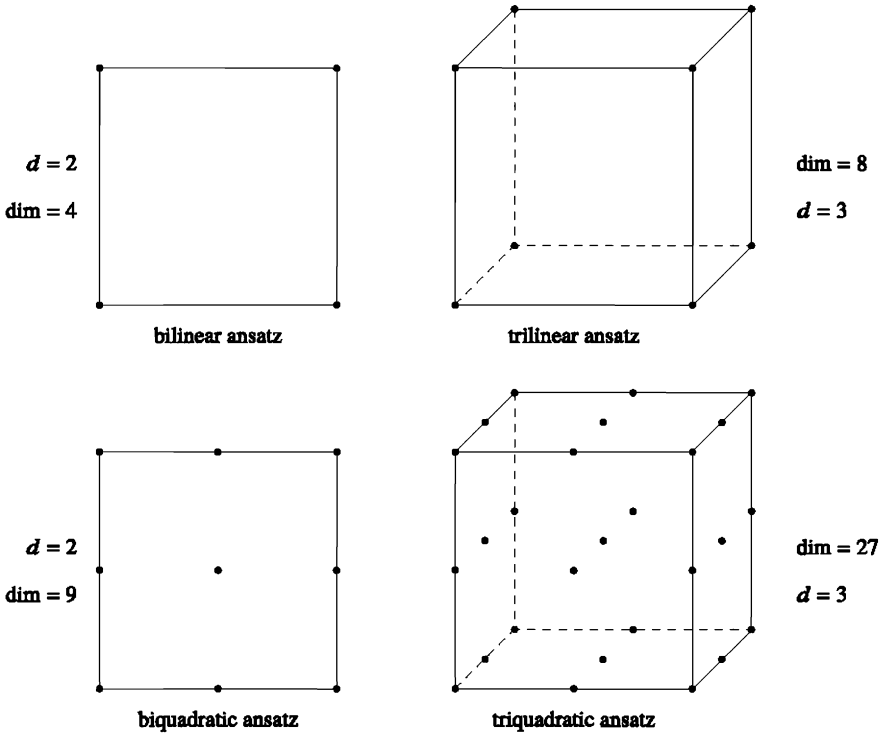 d = 2
dim = 4
dim = 8
d = 3
bilinear ansatz
trilinear ansatz
d = 2
dim = 9
dim = 27
d = 3
biquadratic ansatz
triquadratic ansatz